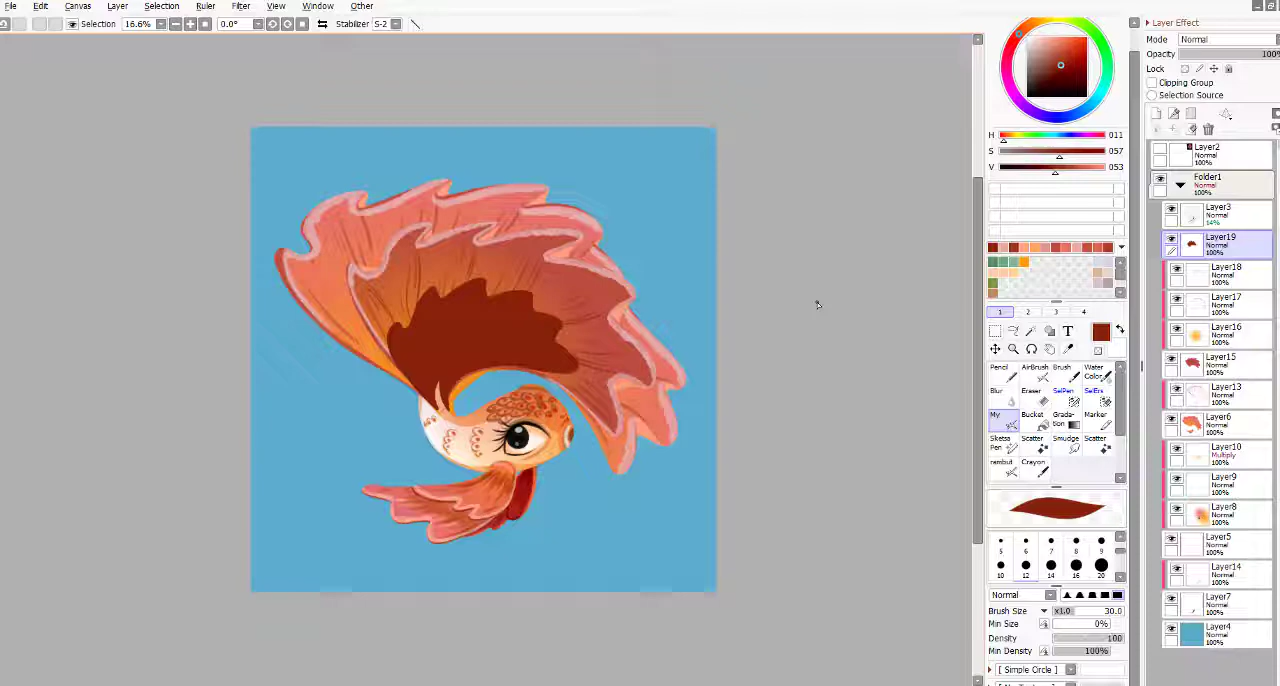 File Edit Canvas Layer Selection Ruler Filter View Window Other
Selection 16.6% 0.0° Stabilizer S-2
Layer Effect
Mode Normal
Opacity 100%
Lock
Clipping Group
Selection Source
H 011
S 057
V 053
Layer2
Normal
100%
Folder1
Normal
100%
Layer3
Normal
14%
Layer19
Normal
100%
Layer18
Normal
100%
Layer17
Normal
100%
Layer16
Normal
100%
Layer15
Normal
100%
Layer13
Normal
100%
Layer6
Normal
100%
Layer10
Multiply
100%
Layer9
Normal
100%
Layer8
Normal
100%
Layer5
Normal
100%
Layer14
Normal
100%
Layer7
Normal
100%
Layer4
Normal
100%
1 2 3 4
T
Pencil AirBrush Brush Water
Color
Blur Eraser SelPen SelErs
My Bucket Grada- Marker
tion
Sketsa Scatter Smudge Scatter
Pen
rambut Crayon
5 6 7 8 9
10 12 14 16 20
Normal
Brush Size x1.0 30.0
Min Size 0%
Density 100
Min Density 100%
[ Simple Circle ]